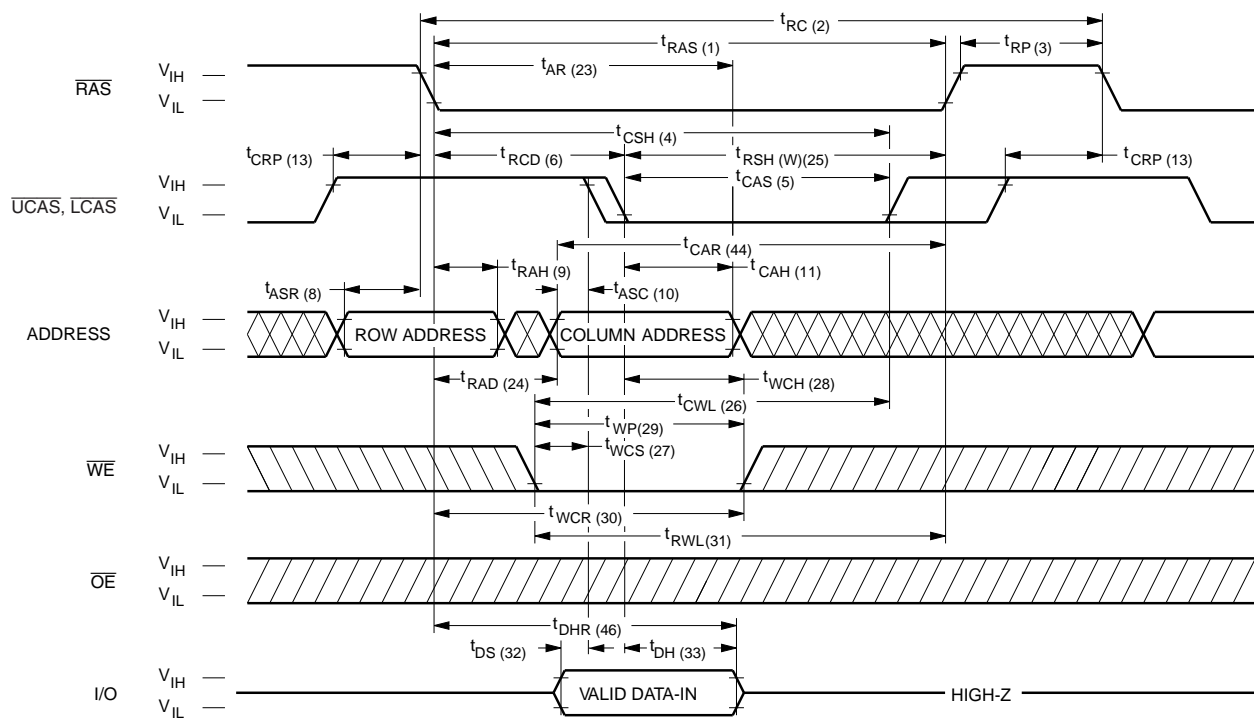 tRC (2)
tRAS (1)
tRP (3)
tAR (23)
RAS
VIH
VIL
tCSH (4)
tCRP (13)
tRCD (6)
tRSH (W)(25)
tCRP (13)
tCAS (5)
UCAS, LCAS
VIH
VIL
tCAR (44)
tRAH (9)
tCAH (11)
tASR (8)
tASC (10)
ADDRESS
VIH
VIL
ROW ADDRESS
COLUMN ADDRESS
tRAD (24)
tWCH (28)
tCWL (26)
tWP(29)
tWCS (27)
WE
VIH
VIL
tWCR (30)
tRWL(31)
OE
VIH
VIL
tDHR (46)
tDS (32)
tDH (33)
I/O
VIH
VIL
VALID DATA-IN
HIGH-Z